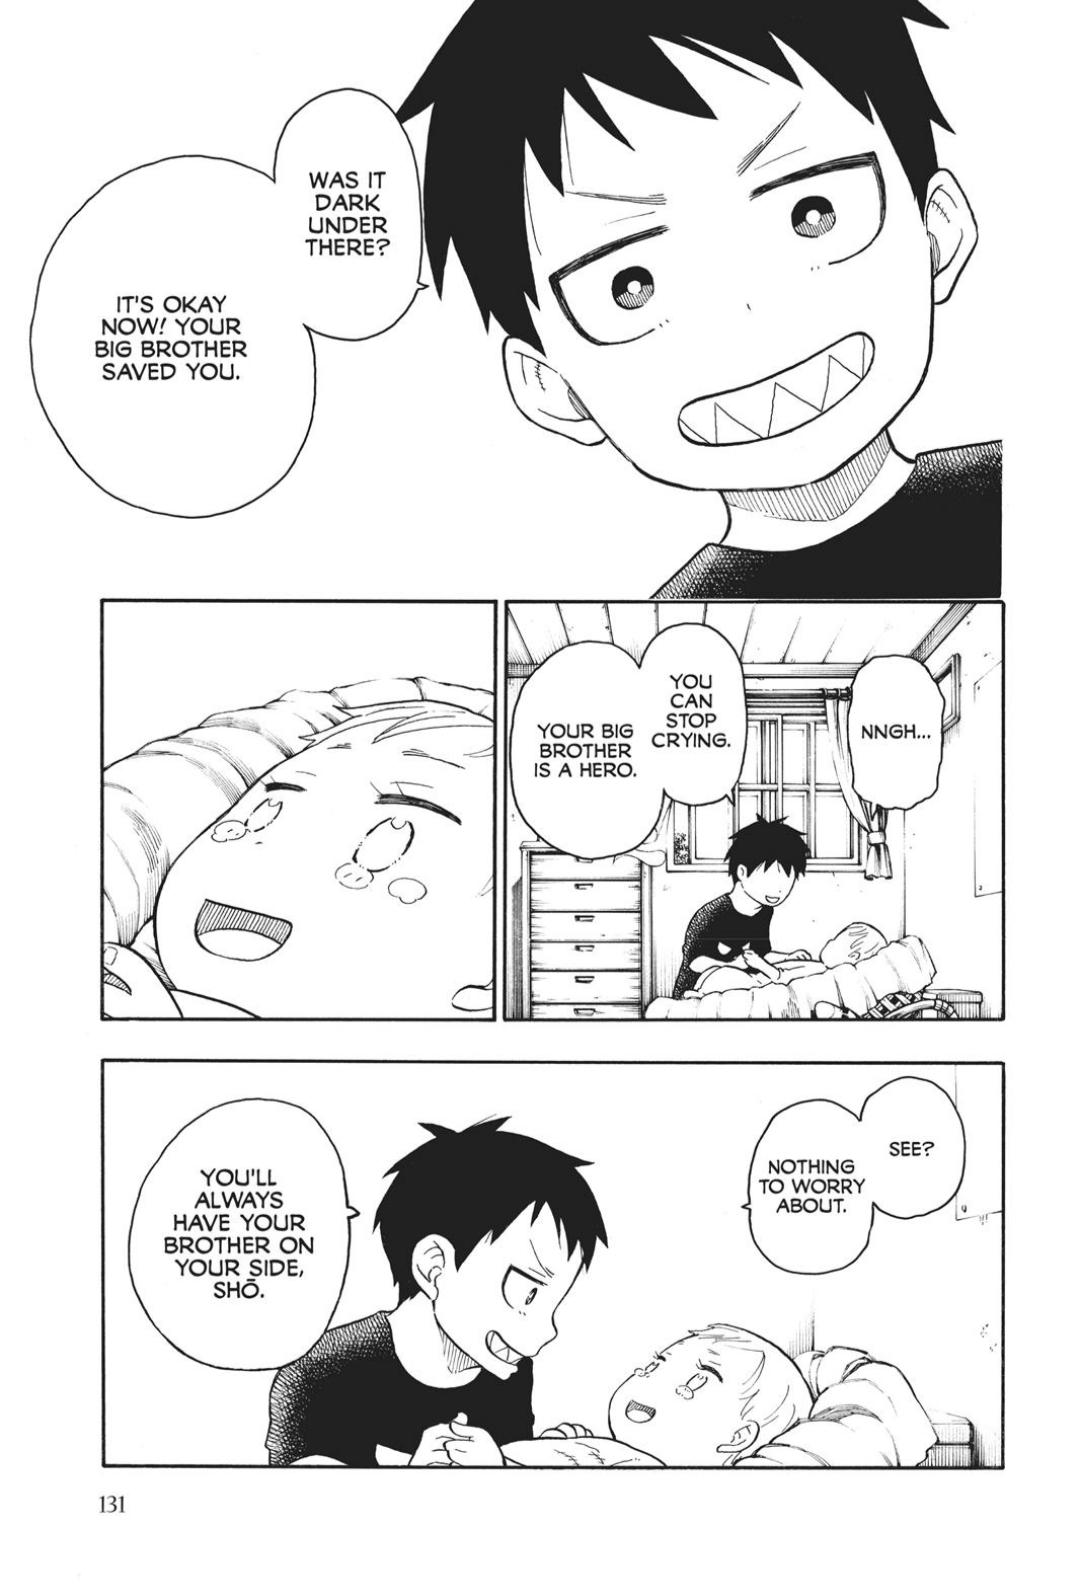 WAS IT
DARK
UNDER
THERE?
IT'S OKAY
NOW! YOUR
BIG BROTHER
SAVED YOU.
NNGH...
YOU
CAN
STOP
CRYING.
YOUR BIG
BROTHER
IS A HERO.
SEE?
NOTHING
TO WORRY
ABOUT.
YOU'LL
ALWAYS
HAVE YOUR
BROTHER ON
YOUR SIDE,
SHŌ.
131